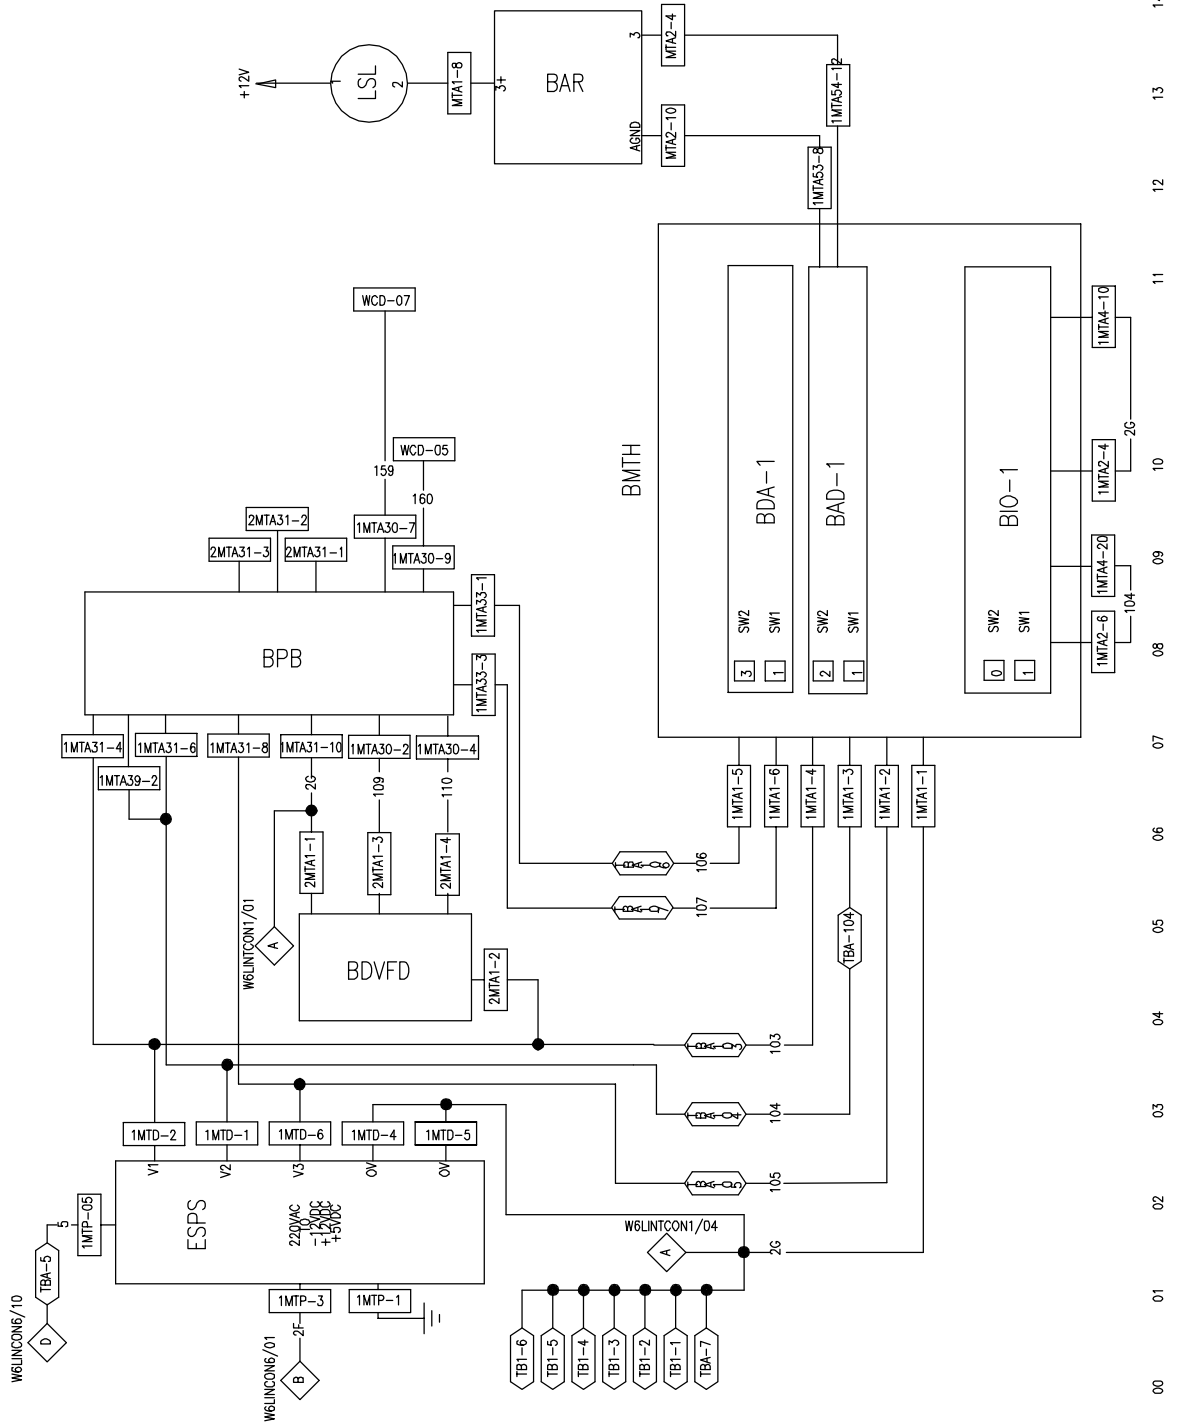 14
13
12
11
10
09
08
07
06
05
04
03
02
01
00
+12V
1
LSL
2
MTA1-8
3+
BAR
3
AGND
MTA2-4
MTA2-10
1MTA54-12
1MTA53-8
WCD-07
159
WCD-05
160
1MTA30-7
1MTA30-9
2MTA31-2
2MTA31-3
2MTA31-1
BPB
1MTA33-1
1MTA33-3
1MTA31-4
1MTA39-2
1MTA31-6
1MTA31-8
1MTA31-10
1MTA30-2
1MTA30-4
2G
109
110
2MTA1-1
2MTA1-3
2MTA1-4
W6LINTCON1/01
A
BDVFD
2MTA1-2
BMTH
BDA-1
SW2
SW1
3
1
BAD-1
SW2
SW1
2
1
BIO-1
SW2
SW1
0
1
1MTA4-10
2G
1MTA2-4
1MTA4-20
104
1MTA2-6
1MTA1-5
1MTA1-6
1MTA1-4
1MTA1-3
1MTA1-2
1MTA1-1
106
107
TBA-104
103
104
105
1MTD-2
1MTD-1
1MTD-6
1MTD-4
1MTD-5
V1
V2
V3
OV
OV
ESPS
220VAC
TO
-12VDC
+12VDC
+5VDC
5
1MTP-05
TBA-5
W6LINCON6/10
D
1MTP-3
1MTP-1
2F
W6LINCON6/01
B
W6LINTCON1/04
A
2G
TB1-6
TB1-5
TB1-4
TB1-3
TB1-2
TB1-1
TBA-7